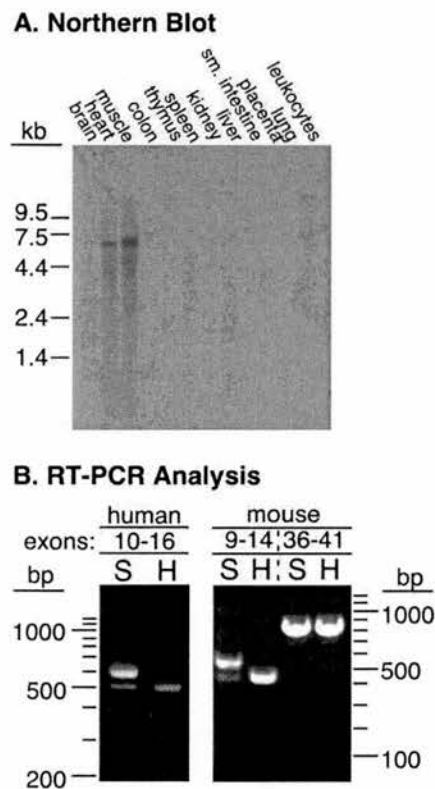 A. Northern Blot
brain
heart
muscle
colon
thymus
spleen
kidney
liver
sm. intestine
placenta
lung
leukocytes
kb
9.5
7.5
4.4
2.4
1.4
B. RT-PCR Analysis
human mouse
exons: 10-16 9-14 36-41
bp S H S H S H bp
1000 1000
500 500
200 100